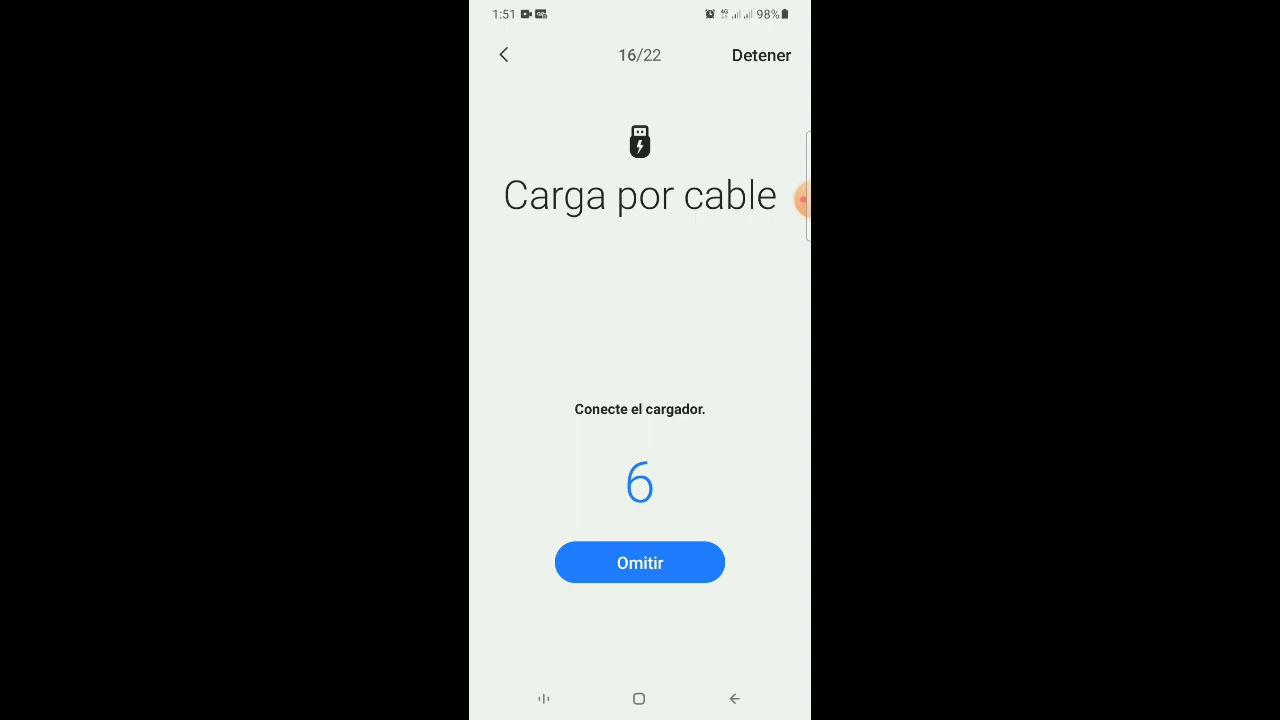 1:51 98%
16/22 Detener
Carga por cable
Conecte el cargador.
6
Omitir